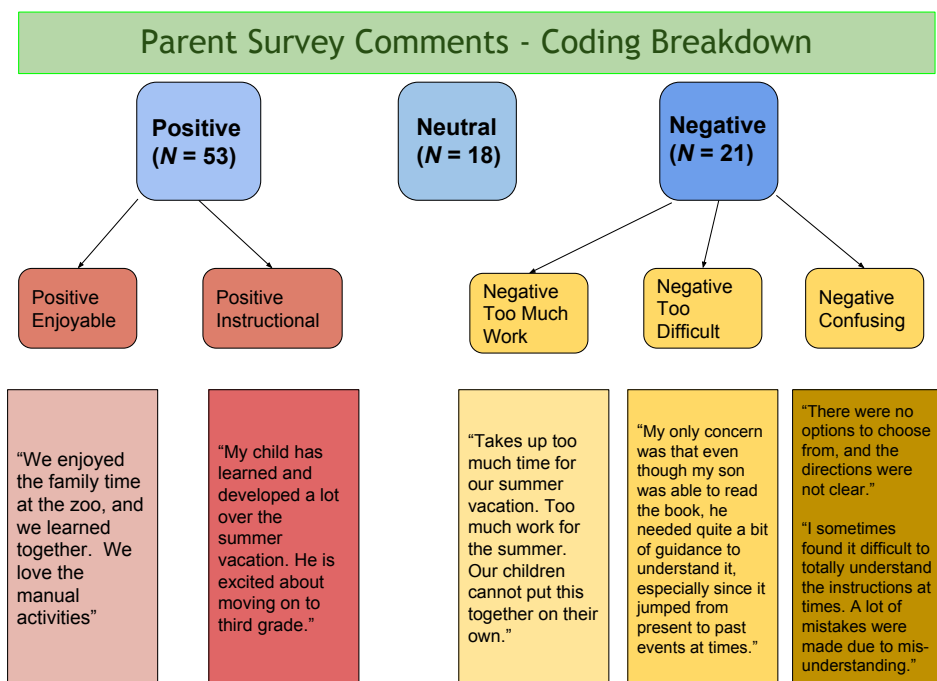 Parent Survey Comments - Coding Breakdown
Positive
(N = 53)
Neutral
(N = 18)
Negative
(N = 21)
Positive
Enjoyable
Positive
Instructional
Negative
Too Much
Work
Negative
Too
Difficult
Negative
Confusing
“We enjoyed
the family time
at the zoo, and
we learned
together.  We
love the
manual
activities”
“My child has
learned and
developed a lot
over the
summer
vacation. He is
excited about
moving on to
third grade.”
“Takes up too
much time for
our summer
vacation. Too
much work for
the summer.
Our children
cannot put this
together on their
own.”
“My only concern
was that even
though my son
was able to read
the book, he
needed quite a bit
of guidance to
understand it,
especially since it
jumped from
present to past
events at times.”
“There were no
options to choose
from, and the
directions were
not clear.”
“I sometimes
found it difficult to
totally understand
the instructions at
times. A lot of
mistakes were
made due to mis-
understanding.”